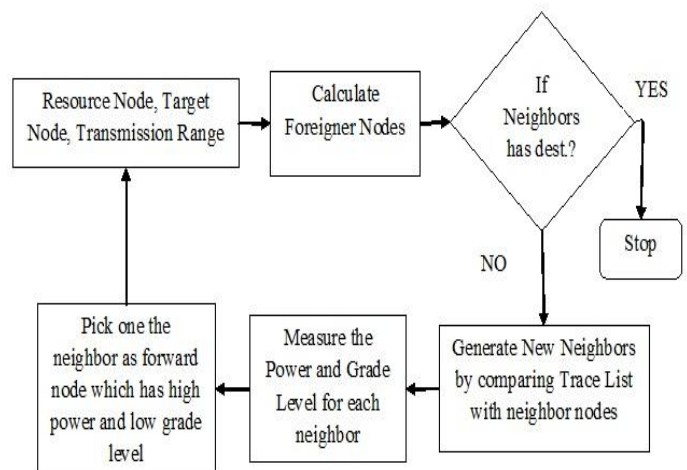 Resource Node, Target
Node, Transmission Range
Calculate
Foreigner Nodes
If
Neighbors
has dest.?
YES
Stop
NO
Generate New Neighbors
by comparing Trace List
with neighbor nodes
Measure the
Power and Grade
Level for each
neighbor
Pick one the
neighbor as forward
node which has high
power and low grade
level